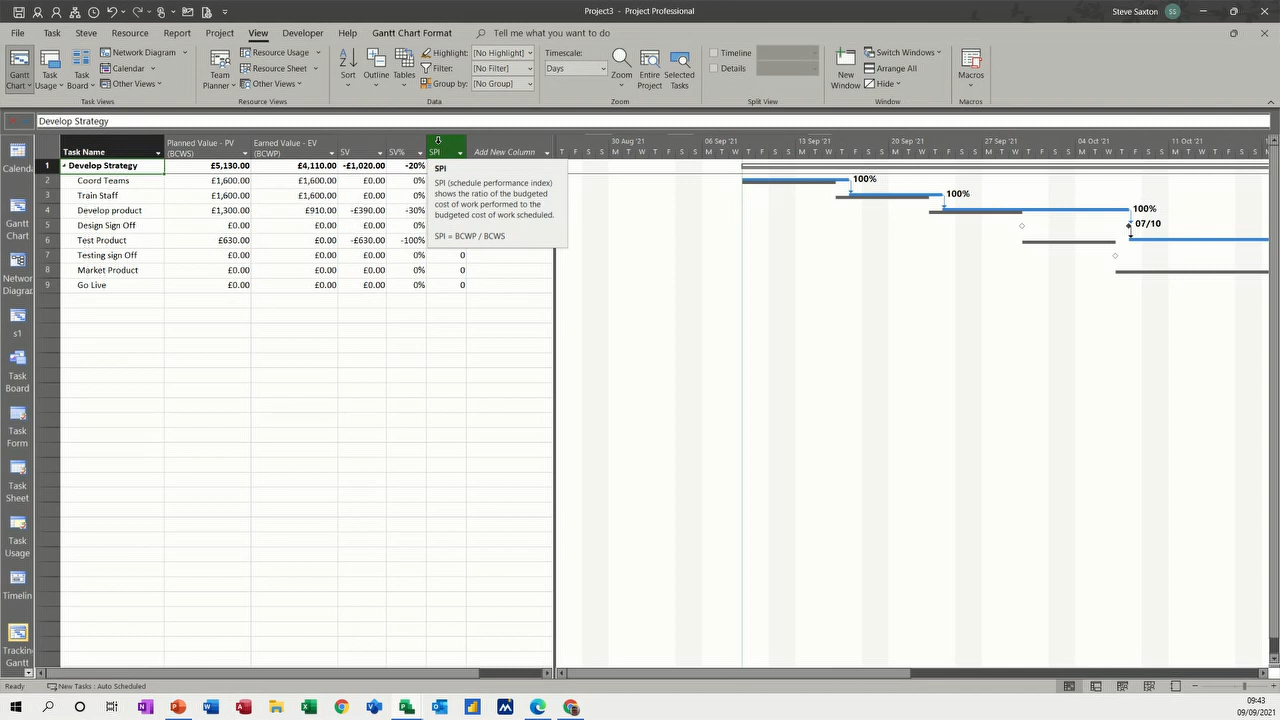 Project3 - Project Professional
Steve Saxton
SS
File Task Steve Resource Report Project View Developer Help Gantt Chart Format Tell me what you want to do
Gantt Chart
Task Usage
Task Board
Network Diagram
Calendar
Other Views
Task Views
Team Planner
Resource Usage
Resource Sheet
Other Views
Resource Views
Sort
Outline
Tables
Highlight: [No Highlight]
Filter: [No Filter]
Group by: [No Group]
Data
Timescale:
Days
Zoom
Entire Project
Selected Tasks
Zoom
Timeline
Details
Split View
New Window
Switch Windows
Arrange All
Hide
Window
Macros
Macros
Develop Strategy
Task Name
Planned Value - PV (BCWS)
Earned Value - EV (BCWP)
SV
SV%
SPI
Add New Column
30 Aug '21 06 Sep '21 13 Sep '21 20 Sep '21 27 Sep '21 04 Oct '21 11 Oct '21
T F S S M T W T F S S M T W T F S S M T W T F S S M T W T F S S M T W T F S S M T W T F S S M T W T F S S
1 Develop Strategy £5,130.00 £4,110.00 -£1,020.00 -20%
2 Coord Teams £1,600.00 £1,600.00 £0.00 0%
3 Train Staff £1,600.00 £1,600.00 £0.00 0%
4 Develop product £1,300.00 £910.00 -£390.00 -30%
5 Design Sign Off £0.00 £0.00 £0.00 0%
6 Test Product £630.00 £0.00 -£630.00 -100%
7 Testing sign Off £0.00 £0.00 £0.00 0% 0
8 Market Product £0.00 £0.00 £0.00 0% 0
9 Go Live £0.00 £0.00 £0.00 0% 0
SPI
SPI (schedule performance index)
shows the ratio of the budgeted
cost of work performed to the
budgeted cost of work scheduled.
SPI = BCWP / BCWS
100%
100%
100%
07/10
Calend
Gantt Chart
Network Diagram
s1
Task Board
Task Form
Task Sheet
Task Usage
Timelin
Tracking Gantt
Ready New Tasks : Auto Scheduled
09:43
09/09/2021